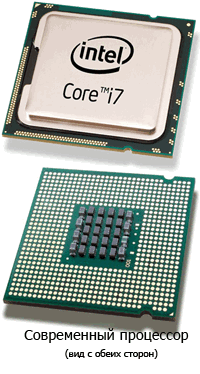 intel
Core™i7
Современный процессор
(вид с обеих сторон)